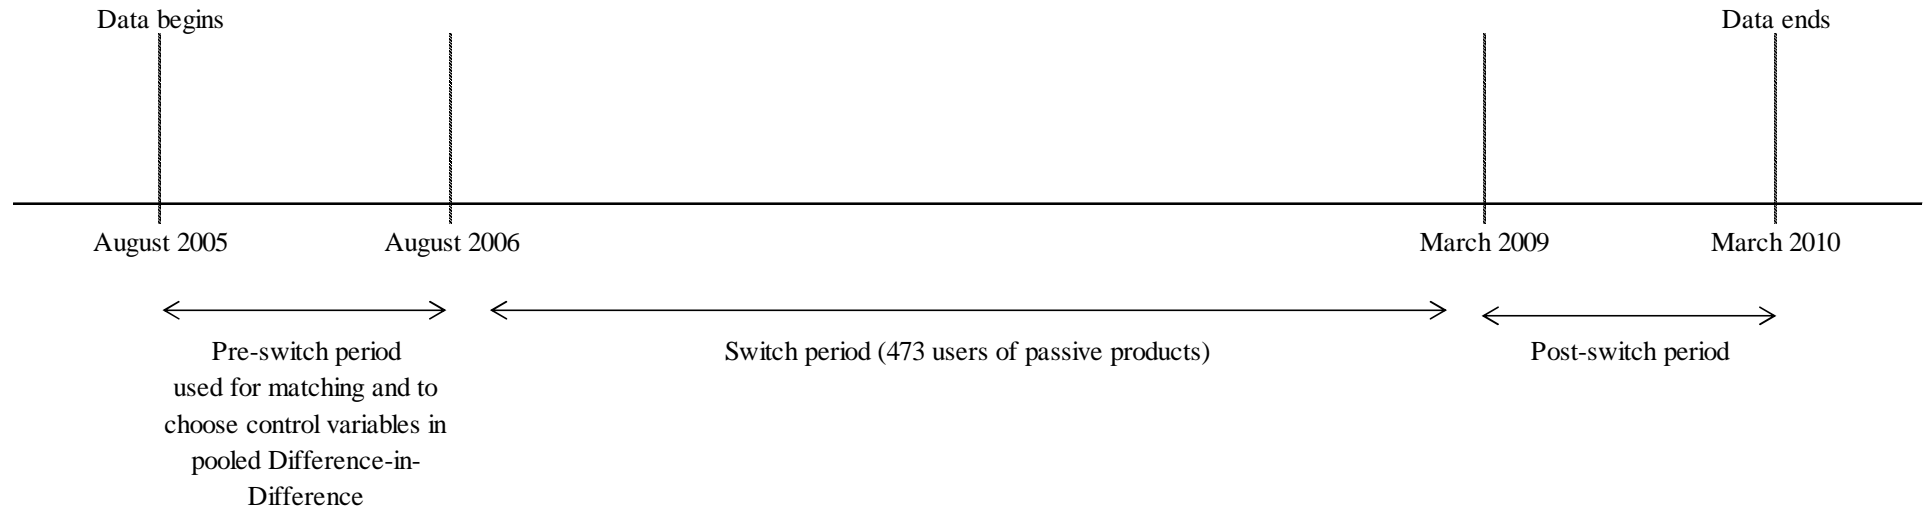 Data begins
Data ends
August 2005
August 2006
March 2009
March 2010
Pre-switch period
used for matching and to
choose control variables in
pooled Difference-in-
Difference
Switch period (473 users of passive products)
Post-switch period